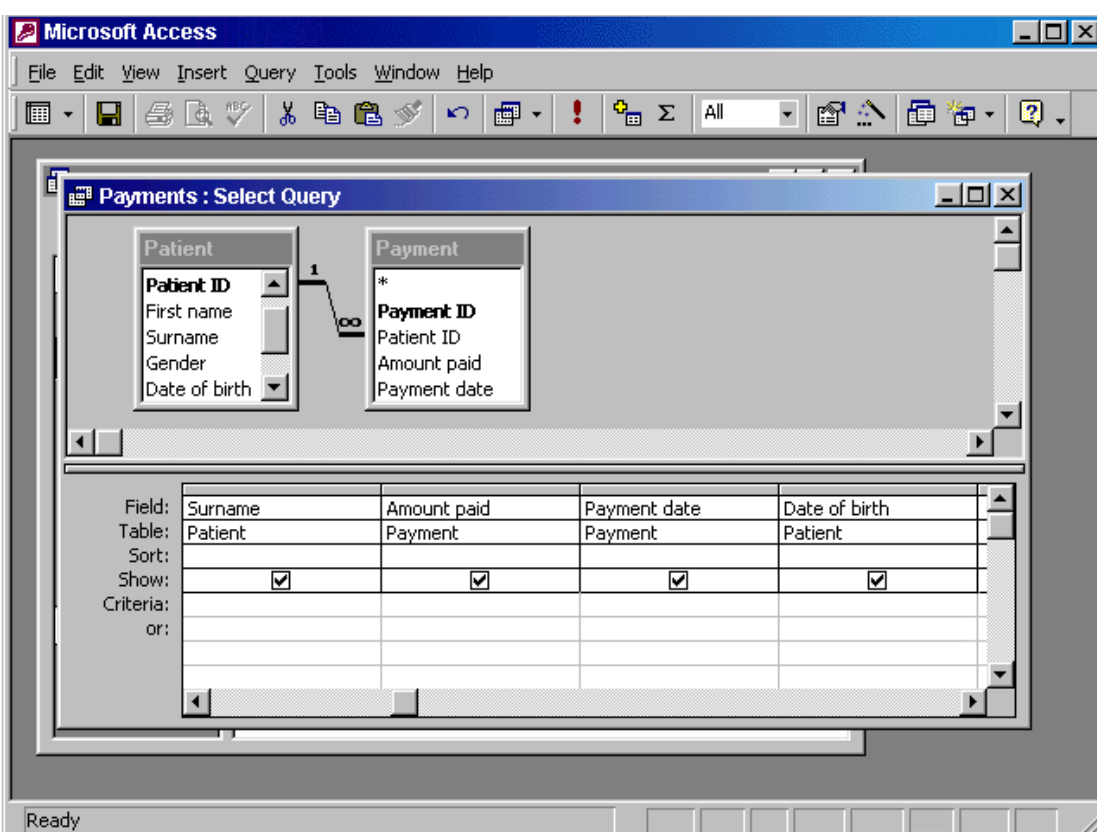 Microsoft Access
File Edit View Insert Query Tools Window Help
ABC Σ All
Payments : Select Query
Patient Payment
1
∞
Patient ID
First name
Surname
Gender
Date of birth
*
Payment ID
Patient ID
Amount paid
Payment date
Field: Surname Amount paid Payment date Date of birth
Table: Patient Payment Payment Patient
Sort:
Show:
Criteria:
or:
Ready